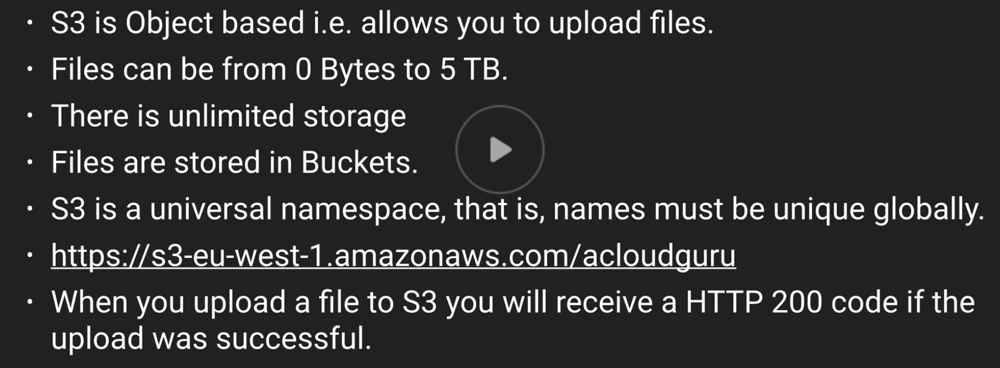 • S3 is Object based i.e. allows you to upload files.
• Files can be from 0 Bytes to 5 TB.
• There is unlimited storage
• Files are stored in Buckets.
• S3 is a universal namespace, that is, names must be unique globally.
• https://s3-eu-west-1.amazonaws.com/acloudguru
• When you upload a file to S3 you will receive a HTTP 200 code if the
upload was successful.